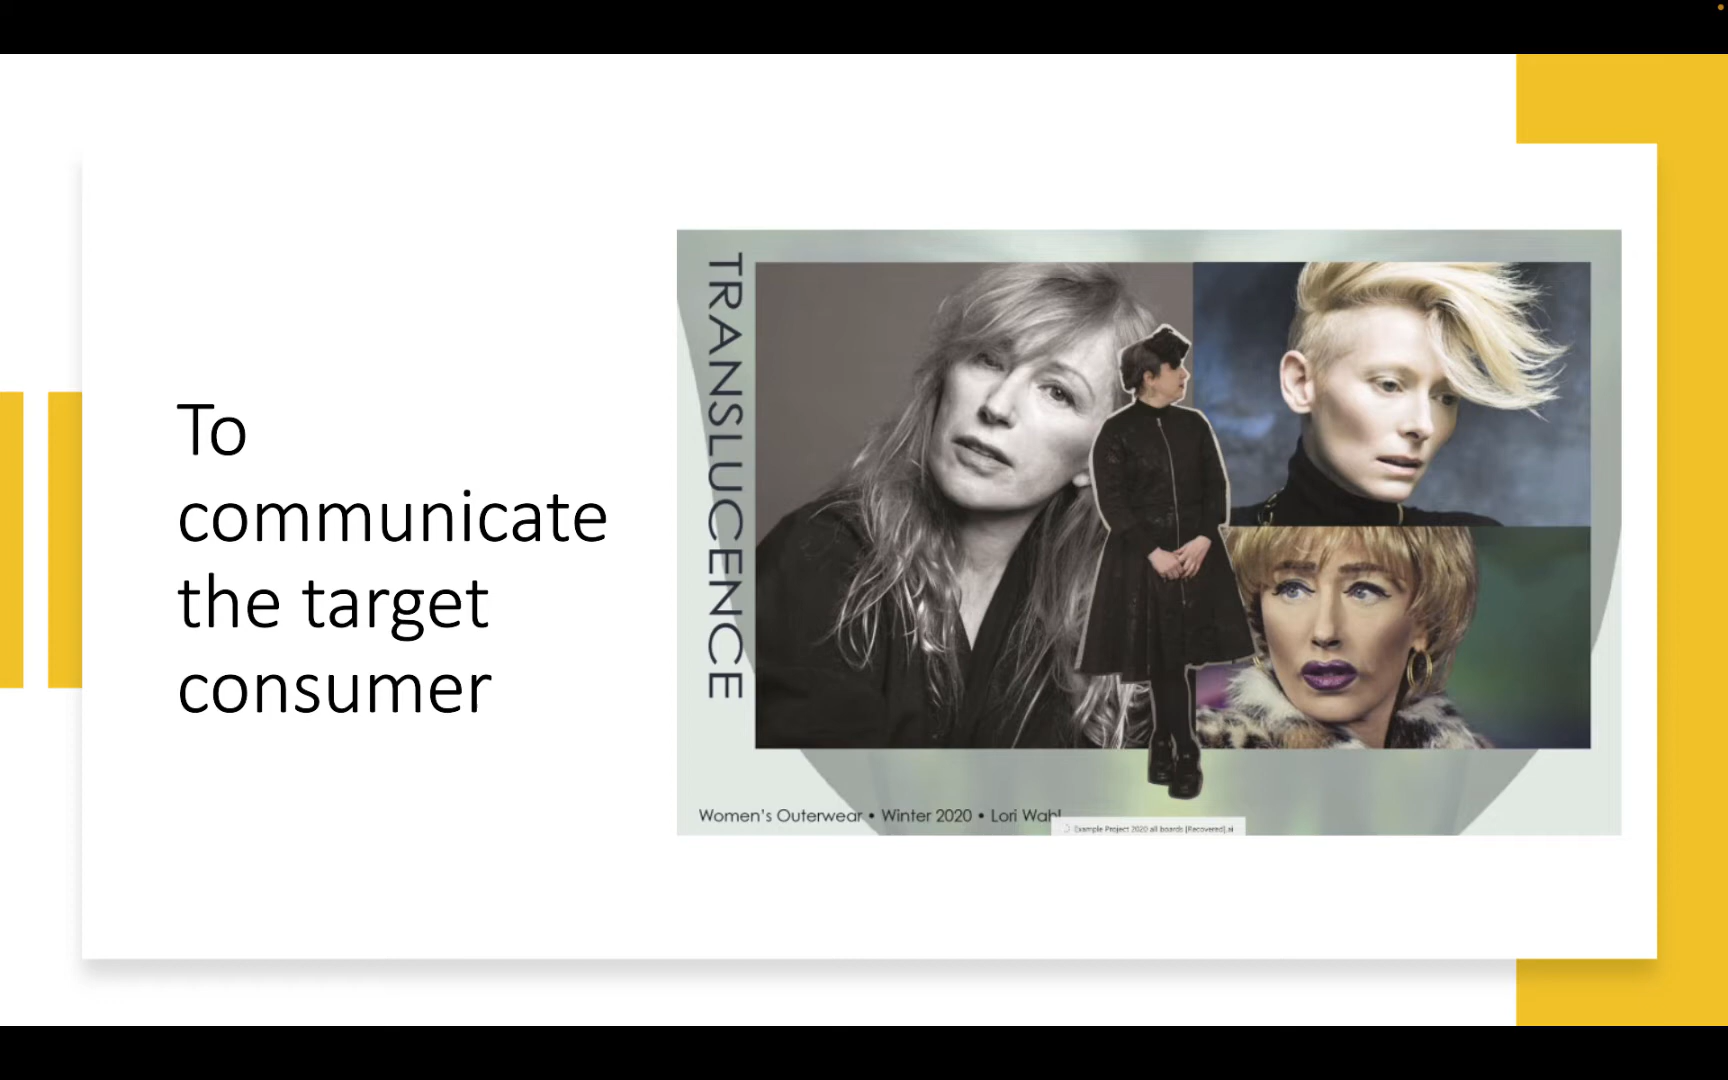 To
communicate
the target
consumer
TRANSLUCENCE
Women's Outerwear • Winter 2020 • Lori Wahl
Example Project 2020 all boards [Recovered].ai